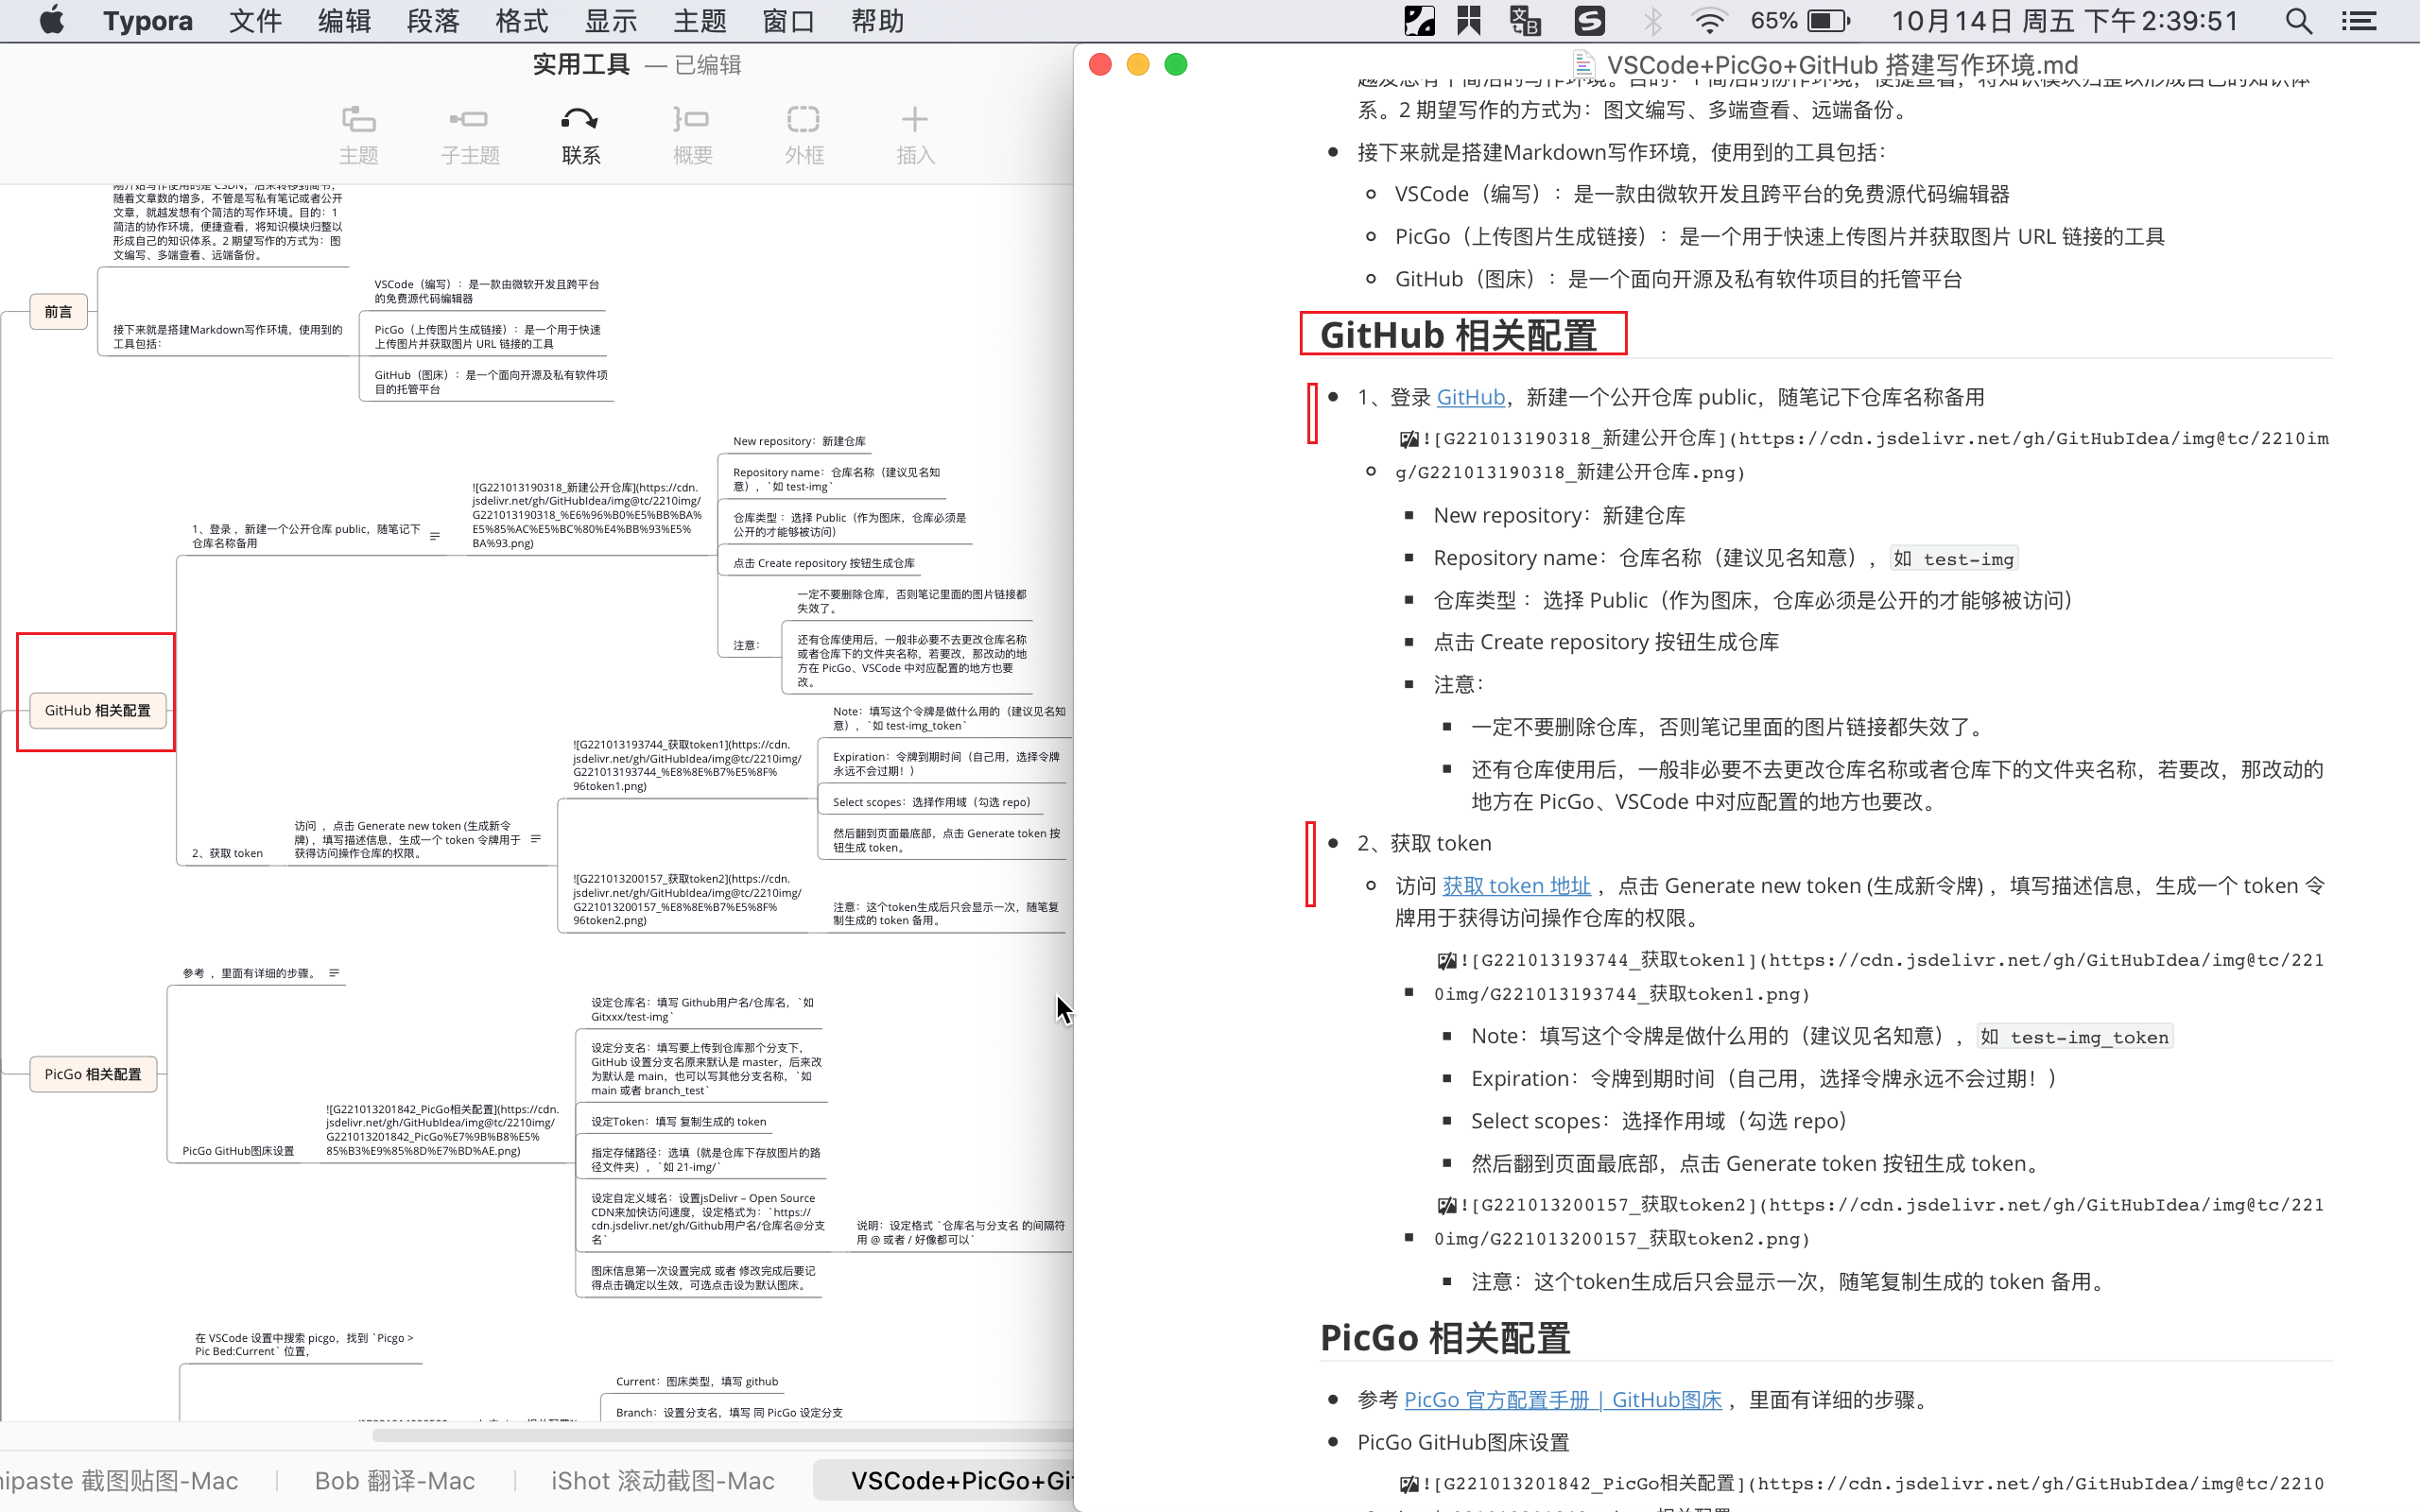 Typora 文件 编辑 段落 格式 显示 主题 窗口 帮助
65% 10月14日 周五 下午2:39:51
实用工具 — 已编辑
主题 子主题 联系 概要 外框 插入
刚开始写作使用的是 CSDN，后来转移到简书，
随着文章数的增多，不管是写私有笔记或者公开
文章，就越发想有个简洁的写作环境。目的：1
简洁的协作环境，便捷查看，将知识模块归整以
形成自己的知识体系。2 期望写作的方式为：图
文编写、多端查看、远端备份。
前言
接下来就是搭建Markdown写作环境，使用到的
工具包括：
VSCode（编写）：是一款由微软开发且跨平台
的免费源代码编辑器
PicGo（上传图片生成链接）：是一个用于快速
上传图片并获取图片 URL 链接的工具
GitHub（图床）：是一个面向开源及私有软件项
目的托管平台
GitHub 相关配置
1、登录 ，新建一个公开仓库 public，随笔记下
仓库名称备用
![G221013190318_新建公开仓库](https://cdn.
jsdelivr.net/gh/GitHubIdea/img@tc/2210img/
G221013190318_%E6%96%B0%E5%BB%BA%
E5%85%AC%E5%BC%80%E4%BB%93%E5%
BA%93.png)
New repository：新建仓库
Repository name：仓库名称（建议见名知
意），`如 test-img`
仓库类型 ：选择 Public（作为图床，仓库必须是
公开的才能够被访问）
点击 Create repository 按钮生成仓库
注意：
一定不要删除仓库，否则笔记里面的图片链接都
失效了。
还有仓库使用后，一般非必要不去更改仓库名称
或者仓库下的文件夹名称，若要改，那改动的地
方在 PicGo、VSCode 中对应配置的地方也要
改。
2、获取 token
访问 ，点击 Generate new token (生成新令
牌) ，填写描述信息，生成一个 token 令牌用于
获得访问操作仓库的权限。
![G221013193744_获取token1](https://cdn.
jsdelivr.net/gh/GitHubIdea/img@tc/2210img/
G221013193744_%E8%8E%B7%E5%8F%
96token1.png)
Note：填写这个令牌是做什么用的（建议见名知
意），`如 test-img_token`
Expiration：令牌到期时间（自己用，选择令牌
永远不会过期！）
Select scopes：选择作用域（勾选 repo）
然后翻到页面最底部，点击 Generate token 按
钮生成 token。
![G221013200157_获取token2](https://cdn.
jsdelivr.net/gh/GitHubIdea/img@tc/2210img/
G221013200157_%E8%8E%B7%E5%8F%
96token2.png)
注意：这个token生成后只会显示一次，随笔复
制生成的 token 备用。
PicGo 相关配置
参考 ，里面有详细的步骤。
PicGo GitHub图床设置
![G221013201842_PicGo相关配置](https://cdn.
jsdelivr.net/gh/GitHubIdea/img@tc/2210img/
G221013201842_PicGo%E7%9B%B8%E5%
85%B3%E9%85%8D%E7%BD%AE.png)
设定仓库名：填写 Github用户名/仓库名，`如
Gitxxx/test-img`
设定分支名：填写要上传到仓库那个分支下，
GitHub 设置分支名原来默认是 master，后来改
为默认是 main，也可以写其他分支名称，`如
main 或者 branch_test`
设定Token：填写 复制生成的 token
指定存储路径：选填（就是仓库下存放图片的路
径文件夹），`如 21-img/`
设定自定义域名：设置jsDelivr – Open Source
CDN来加快访问速度，设定格式为：`https://
cdn.jsdelivr.net/gh/Github用户名/仓库名@分支
名`
说明：设定格式 `仓库名与分支名 的间隔符
用 @ 或者 / 好像都可以`
图床信息第一次设置完成 或者 修改完成后要记
得点击确定以生效，可选点击设为默认图床。
在 VSCode 设置中搜索 picgo，找到 `Picgo >
Pic Bed:Current` 位置，
Current：图床类型，填写 github
Branch：设置分支名，填写 同 PicGo 设定分支
nipaste 截图贴图-Mac
Bob 翻译-Mac
iShot 滚动截图-Mac
VSCode+PicGo+Git
VSCode+PicGo+GitHub 搭建写作环境.md
越发想有个简洁的写作环境。目的：1 简洁的协作环境，便捷查看，将知识模块归整以形成自己的知识体
系。2 期望写作的方式为：图文编写、多端查看、远端备份。
接下来就是搭建Markdown写作环境，使用到的工具包括：
VSCode（编写）：是一款由微软开发且跨平台的免费源代码编辑器
PicGo（上传图片生成链接）：是一个用于快速上传图片并获取图片 URL 链接的工具
GitHub（图床）：是一个面向开源及私有软件项目的托管平台
GitHub 相关配置
1、登录 GitHub，新建一个公开仓库 public，随笔记下仓库名称备用
![G221013190318_新建公开仓库](https://cdn.jsdelivr.net/gh/GitHubIdea/img@tc/2210im
g/G221013190318_新建公开仓库.png)
New repository：新建仓库
Repository name：仓库名称（建议见名知意），如 test-img
仓库类型 ：选择 Public（作为图床，仓库必须是公开的才能够被访问）
点击 Create repository 按钮生成仓库
注意：
一定不要删除仓库，否则笔记里面的图片链接都失效了。
还有仓库使用后，一般非必要不去更改仓库名称或者仓库下的文件夹名称，若要改，那改动的
地方在 PicGo、VSCode 中对应配置的地方也要改。
2、获取 token
访问 获取 token 地址 ，点击 Generate new token (生成新令牌) ，填写描述信息，生成一个 token 令
牌用于获得访问操作仓库的权限。
![G221013193744_获取token1](https://cdn.jsdelivr.net/gh/GitHubIdea/img@tc/221
0img/G221013193744_获取token1.png)
Note：填写这个令牌是做什么用的（建议见名知意），如 test-img_token
Expiration：令牌到期时间（自己用，选择令牌永远不会过期！）
Select scopes：选择作用域（勾选 repo）
然后翻到页面最底部，点击 Generate token 按钮生成 token。
![G221013200157_获取token2](https://cdn.jsdelivr.net/gh/GitHubIdea/img@tc/221
0img/G221013200157_获取token2.png)
注意：这个token生成后只会显示一次，随笔复制生成的 token 备用。
PicGo 相关配置
参考 PicGo 官方配置手册 | GitHub图床 ，里面有详细的步骤。
PicGo GitHub图床设置
![G221013201842_PicGo相关配置](https://cdn.jsdelivr.net/gh/GitHubIdea/img@tc/2210